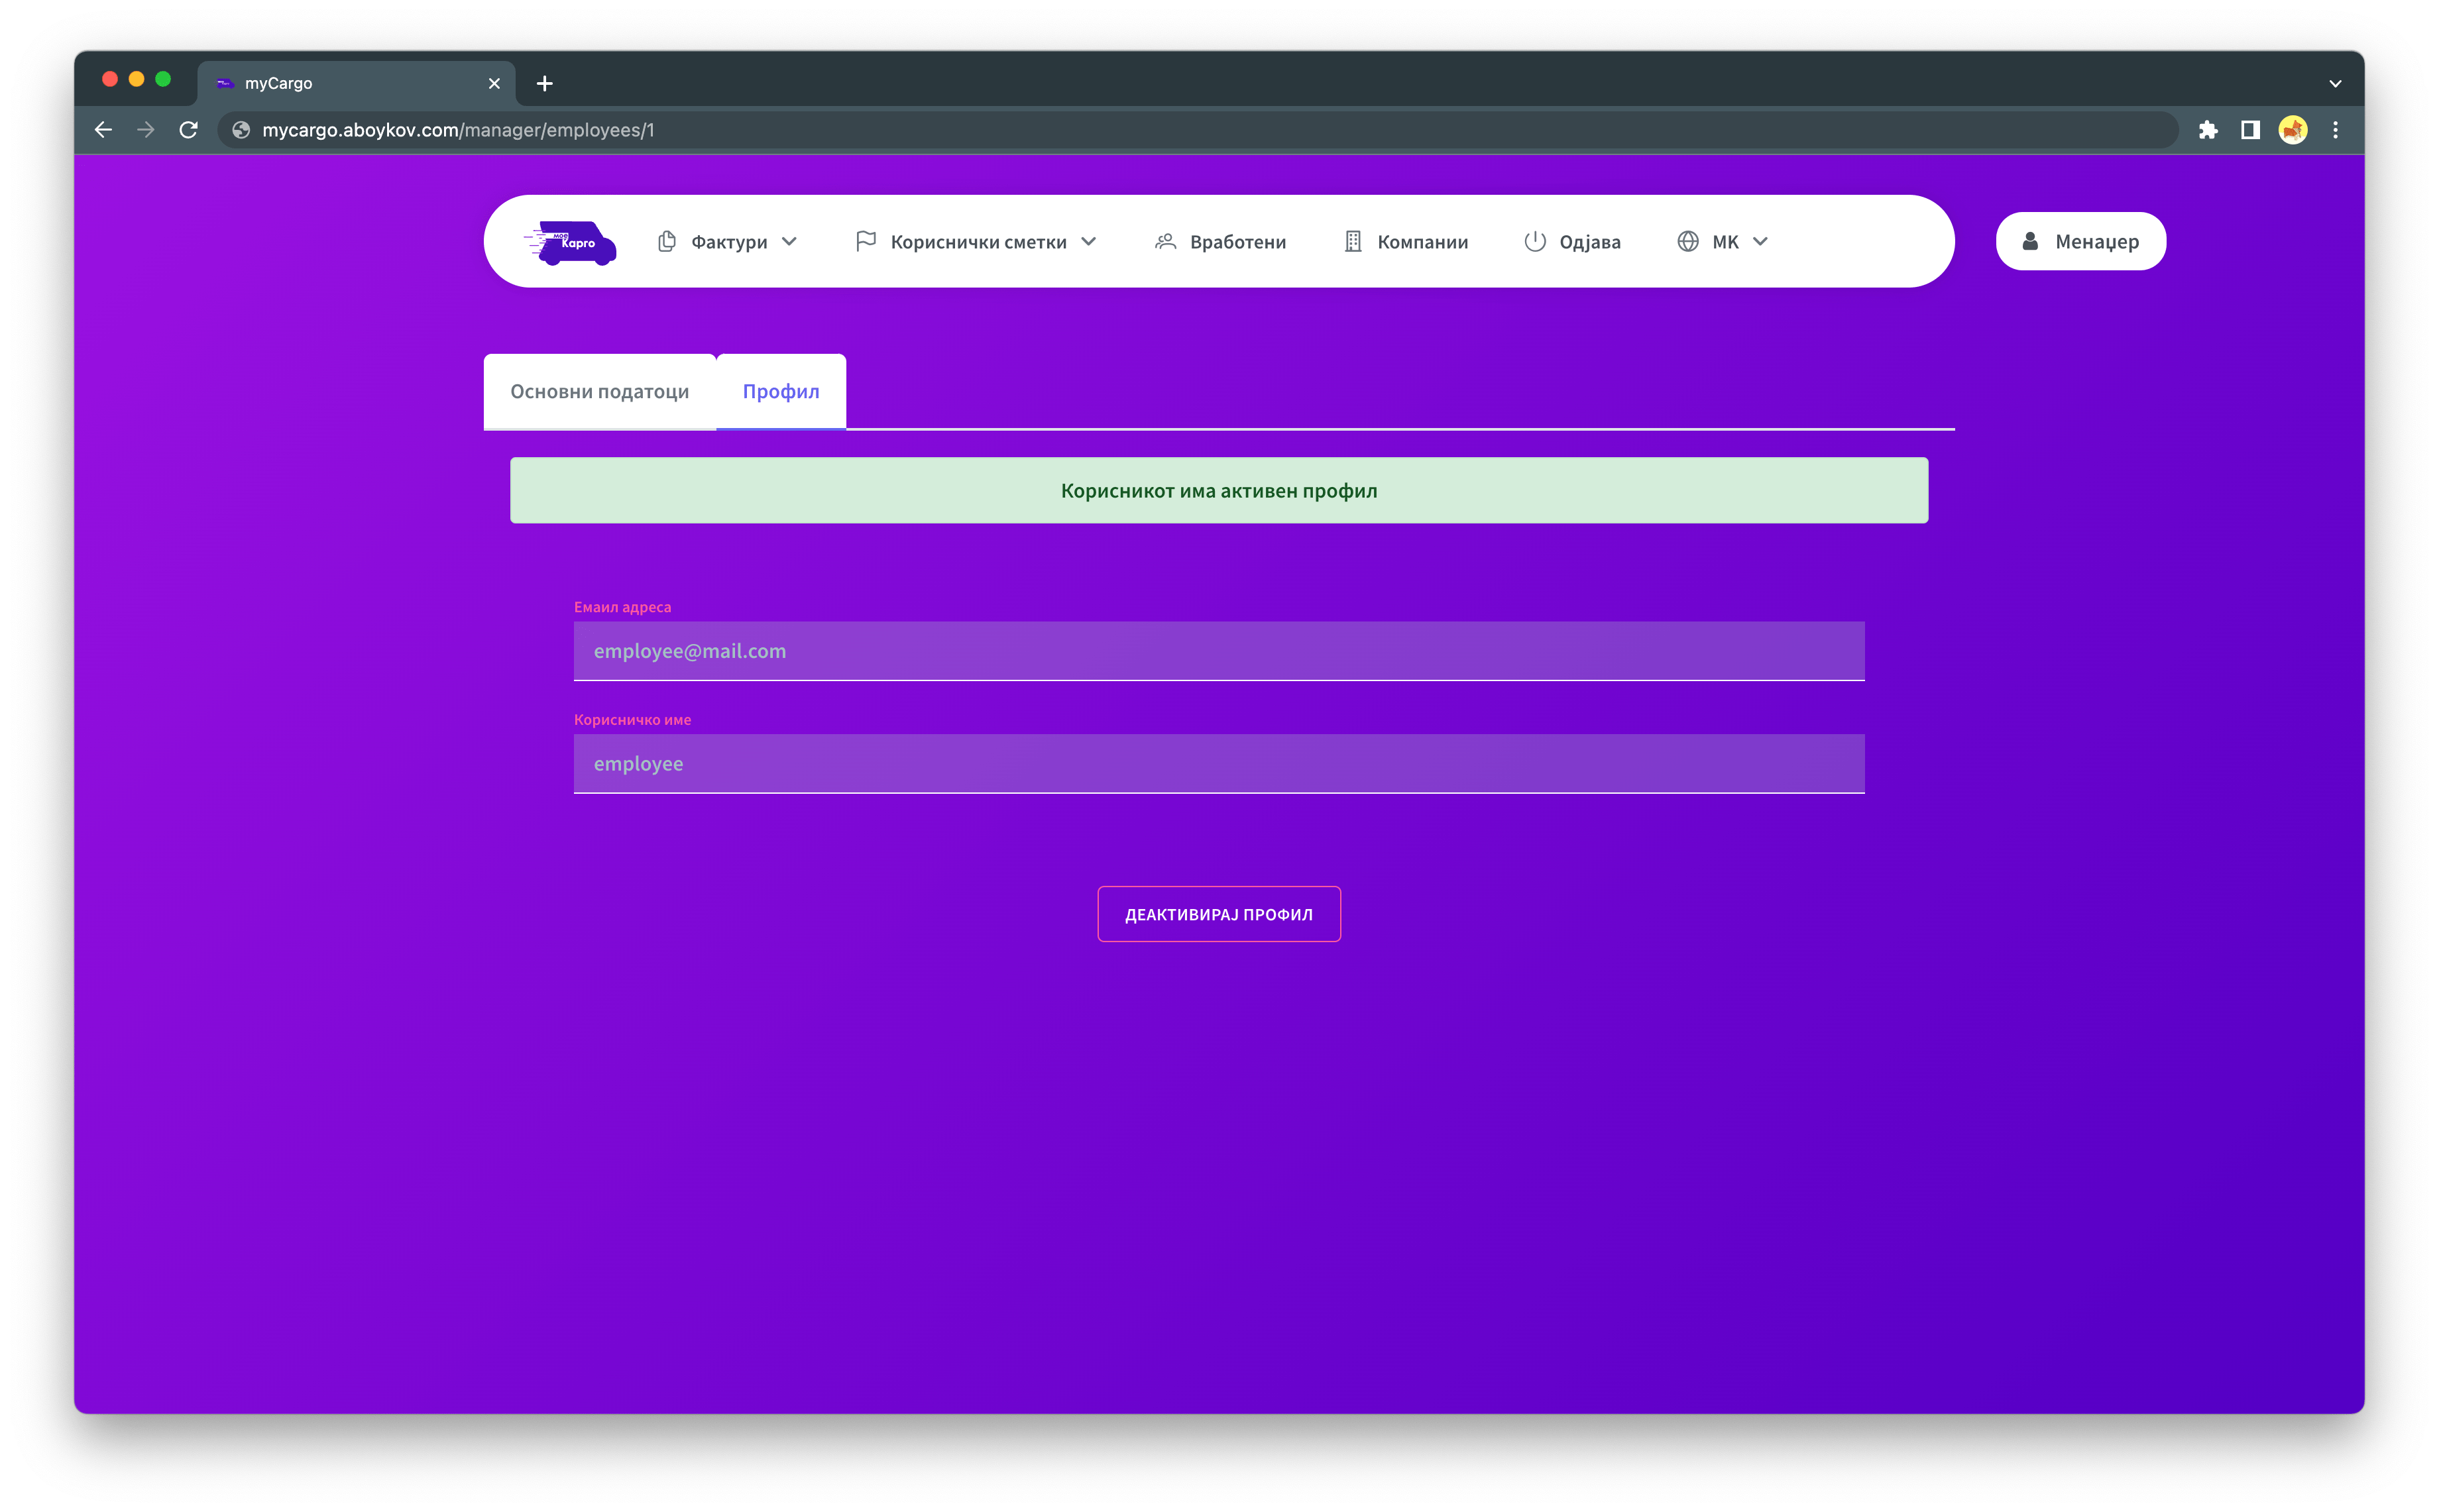 myCargo
mycargo.aboykov.com/manager/employees/1
мое
Карго
Фактури
Кориснички сметки
Вработени
Компании
Одјава
МК
Менаџер
Основни податоци
Профил
Корисникот има активен профил
Емаил адреса
employee@mail.com
Корисничко име
employee
ДЕАКТИВИРАЈ ПРОФИЛ